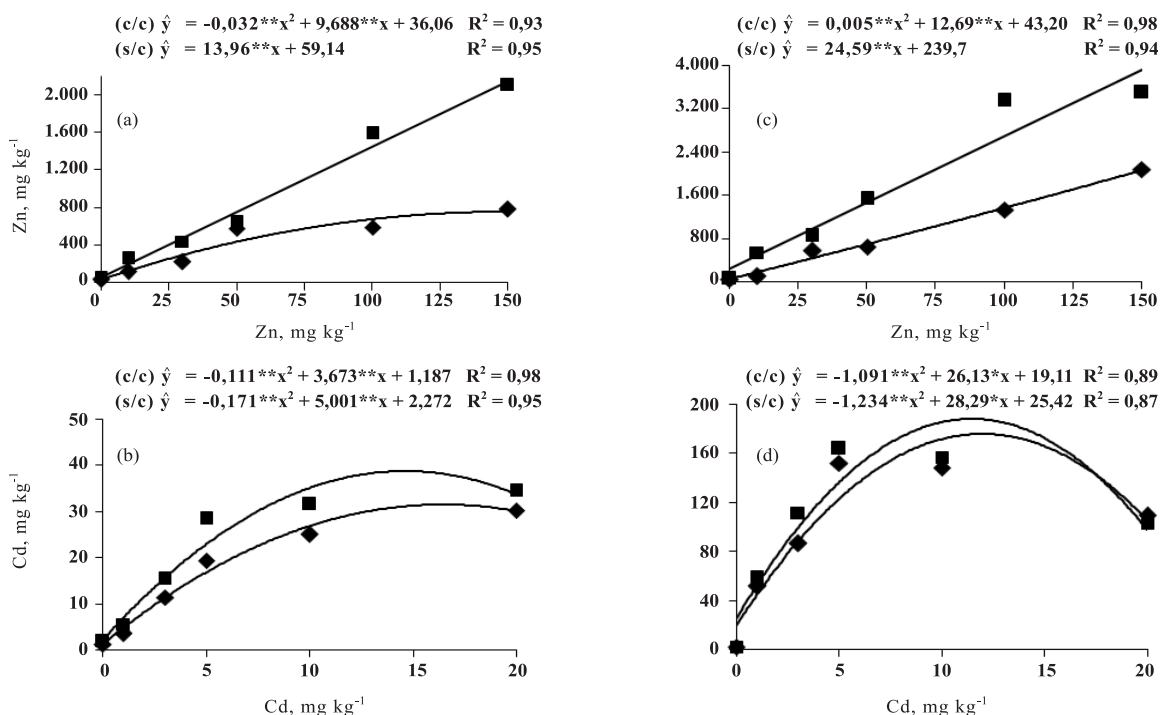 (c/c) ŷ = -0,032**x² + 9,688**x + 36,06 R² = 0,93
(s/c) ŷ = 13,96**x + 59,14 R² = 0,95
2.000
1.600
1.200
800
400
0
Zn, mg kg⁻¹
(a)
0 25 50 75 100 125 150
Zn, mg kg⁻¹
(c/c) ŷ = 0,005**x² + 12,69**x + 43,20 R² = 0,98
(s/c) ŷ = 24,59**x + 239,7 R² = 0,94
4.000
3.200
2.400
1.600
800
0
(c)
0 25 50 75 100 125 150
Zn, mg kg⁻¹
(c/c) ŷ = -0,111**x² + 3,673**x + 1,187 R² = 0,98
(s/c) ŷ = -0,171**x² + 5,001**x + 2,272 R² = 0,95
50
40
30
20
10
0
Cd, mg kg⁻¹
(b)
0 5 10 15 20
Cd, mg kg⁻¹
(c/c) ŷ = -1,091**x² + 26,13*x + 19,11 R² = 0,89
(s/c) ŷ = -1,234**x² + 28,29*x + 25,42 R² = 0,87
200
160
120
80
40
0
(d)
0 5 10 15 20
Cd, mg kg⁻¹